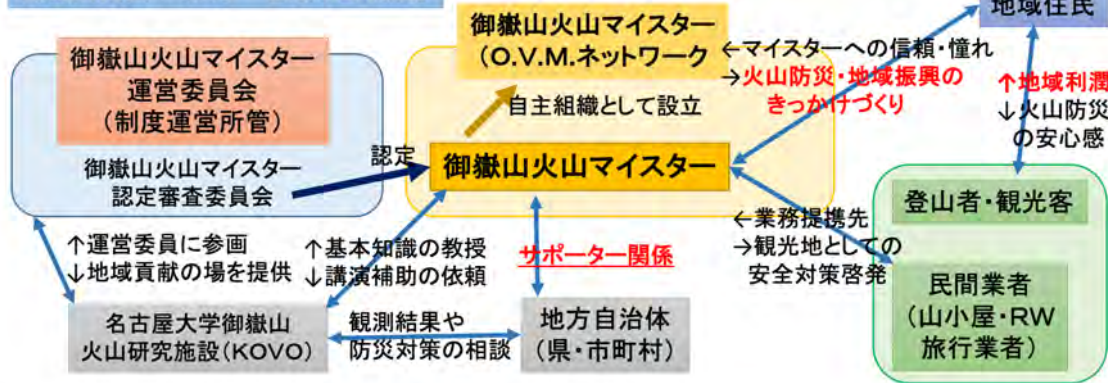 地域住民
御嶽山火山マイスター
運営委員会
(制度運営所管)
御嶽山火山マイスター
認定審査委員会
認定
御嶽山火山マイスター
(O.V.M.ネットワーク
自主組織として設立
御嶽山火山マイスター
←マイスターへの信頼・憧れ
→火山防災・地域振興の
きっかけづくり
↑地域利潤
↓火山防災
の安心感
登山者・観光客
民間業者
(山小屋・RW
旅行業者)
←業務提携先
→観光地としての
安全対策啓発
↑運営委員に参画
↓地域貢献の場を提供
↑基本知識の教授
↓講演補助の依頼
サポーター関係
名古屋大学御嶽山
火山研究施設(KOVO)
観測結果や
防災対策の相談
地方自治体
(県・市町村)